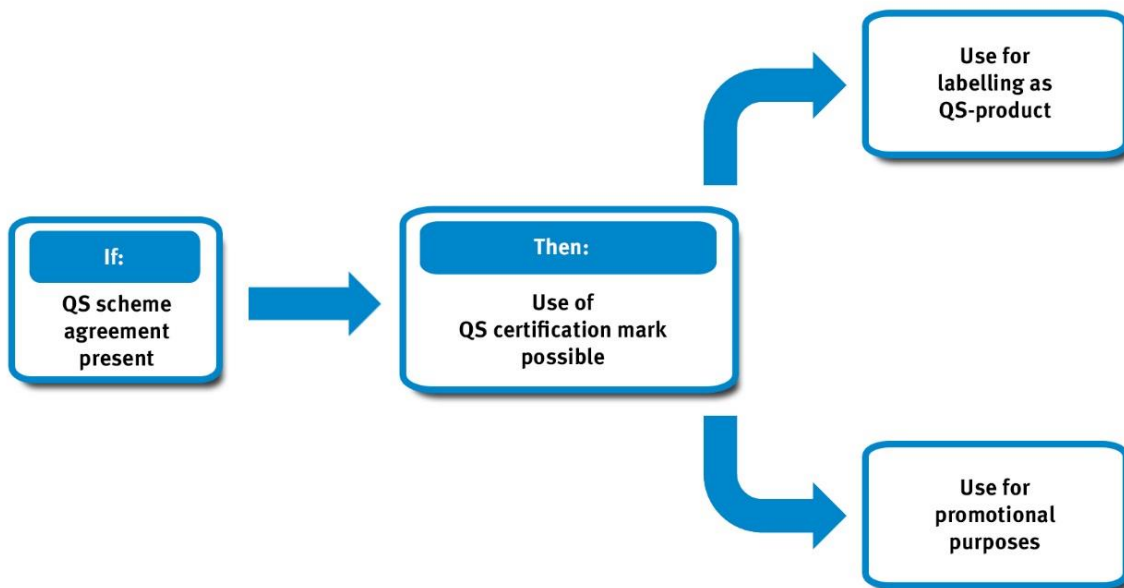 If:
QS scheme
agreement
present
Then:
Use of
QS certification mark
possible
Use for
labelling as
QS-product
Use for
promotional
purposes